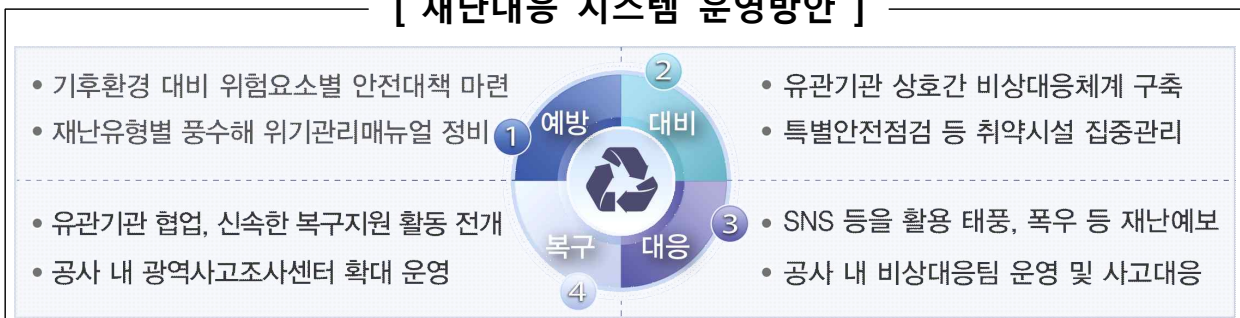 [ 재난대응 시스템 운영방안 ]
• 기후환경 대비 위험요소별 안전대책 마련
• 재난유형별 풍수해 위기관리매뉴얼 정비
1 예방
2 대비
• 유관기관 상호간 비상대응체계 구축
• 특별안전점검 등 취약시설 집중관리
• 유관기관 협업, 신속한 복구지원 활동 전개
• 공사 내 광역사고조사센터 확대 운영
복구 4
대응 3
• SNS 등을 활용 태풍, 폭우 등 재난예보
• 공사 내 비상대응팀 운영 및 사고대응